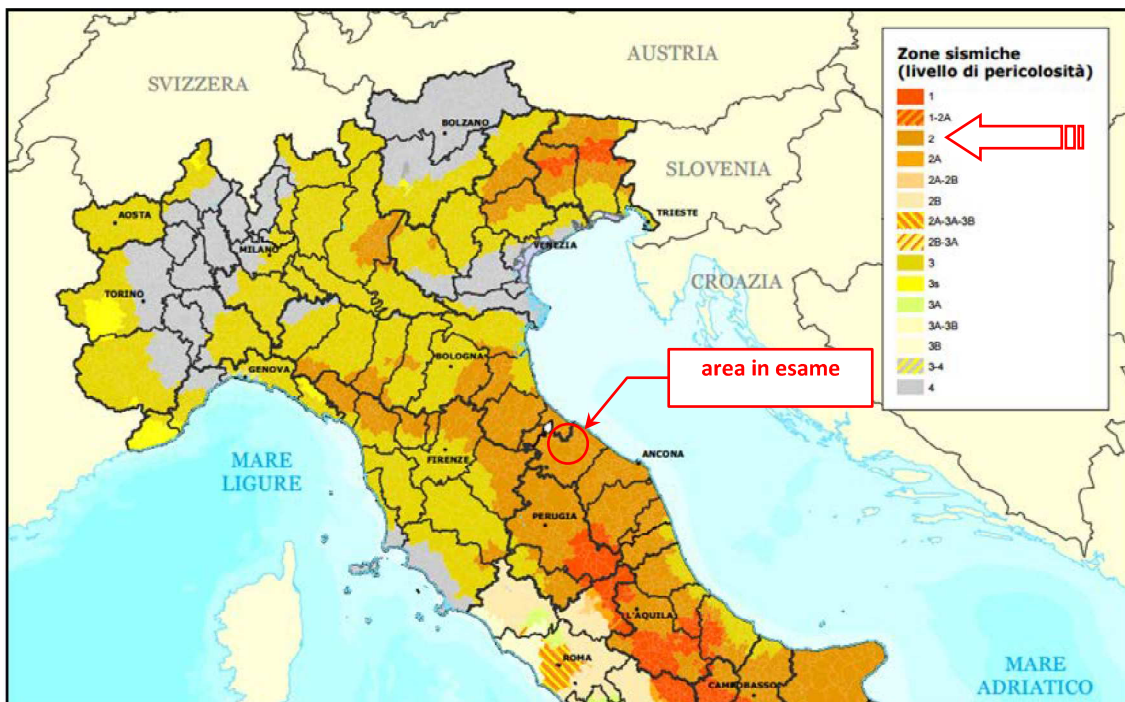 AUSTRIA
SVIZZERA
BOLZANO
SLOVENIA
AOSTA
TRIESTE
MILANO
VENEZIA
CROAZIA
TORINO
BOLOGNA
GENOVA
area in esame
FIRENZE
ANCONA
MARE
LIGURE
PERUGIA
L'AQUILA
ROMA
CAMPOBASSO
MARE
ADRIATICO
Zone sismiche
(livello di pericolosità)
1
1-2A
2
2A
2A-2B
2B
2A-3A-3B
2B-3A
3
3s
3A
3A-3B
3B
3-4
4